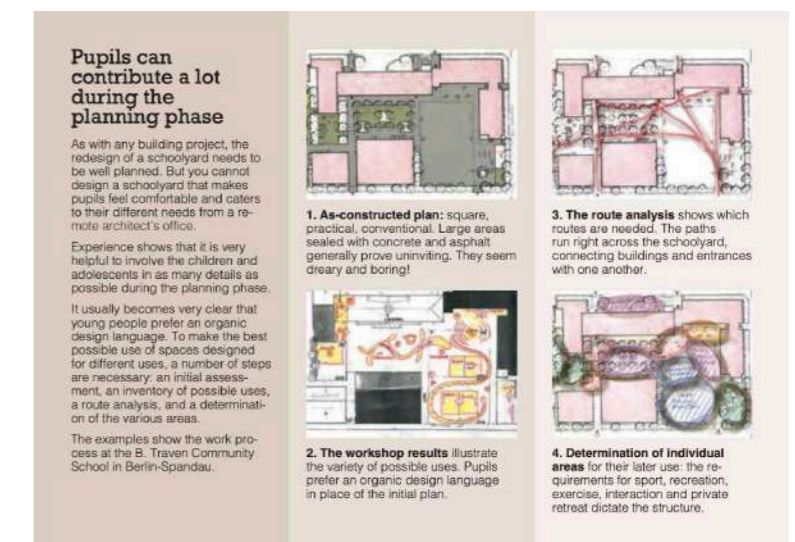 Pupils can
contribute a lot
during the
planning phase
As with any building project, the
redesign of a schoolyard needs to
be well planned. But you cannot
design a schoolyard that makes
pupils feel comfortable and caters
to their different needs from a re-
mote architect's office.
Experience shows that it is very
helpful to involve the children and
adolescents in as many details as
possible during the planning phase.
It usually becomes very clear that
young people prefer an organic
design language. To make the best
possible use of spaces designed
for different uses, a number of steps
are necessary: an initial assess-
ment, an inventory of possible uses,
a route analysis, and a determinati-
on of the various areas.
The examples show the work pro-
cess at the B. Traven Community
School in Berlin-Spandau.
1. As-constructed plan: square,
practical, conventional. Large areas
sealed with concrete and asphalt
generally prove uninviting. They seem
dreary and boring!
2. The workshop results illustrate
the variety of possible uses. Pupils
prefer an organic design language
in place of the initial plan.
3. The route analysis shows which
routes are needed. The paths
run right across the schoolyard,
connecting buildings and entrances
with one another.
4. Determination of individual
areas for their later use: the re-
quirements for sport, recreation,
exercise, interaction and private
retreat dictate the structure.